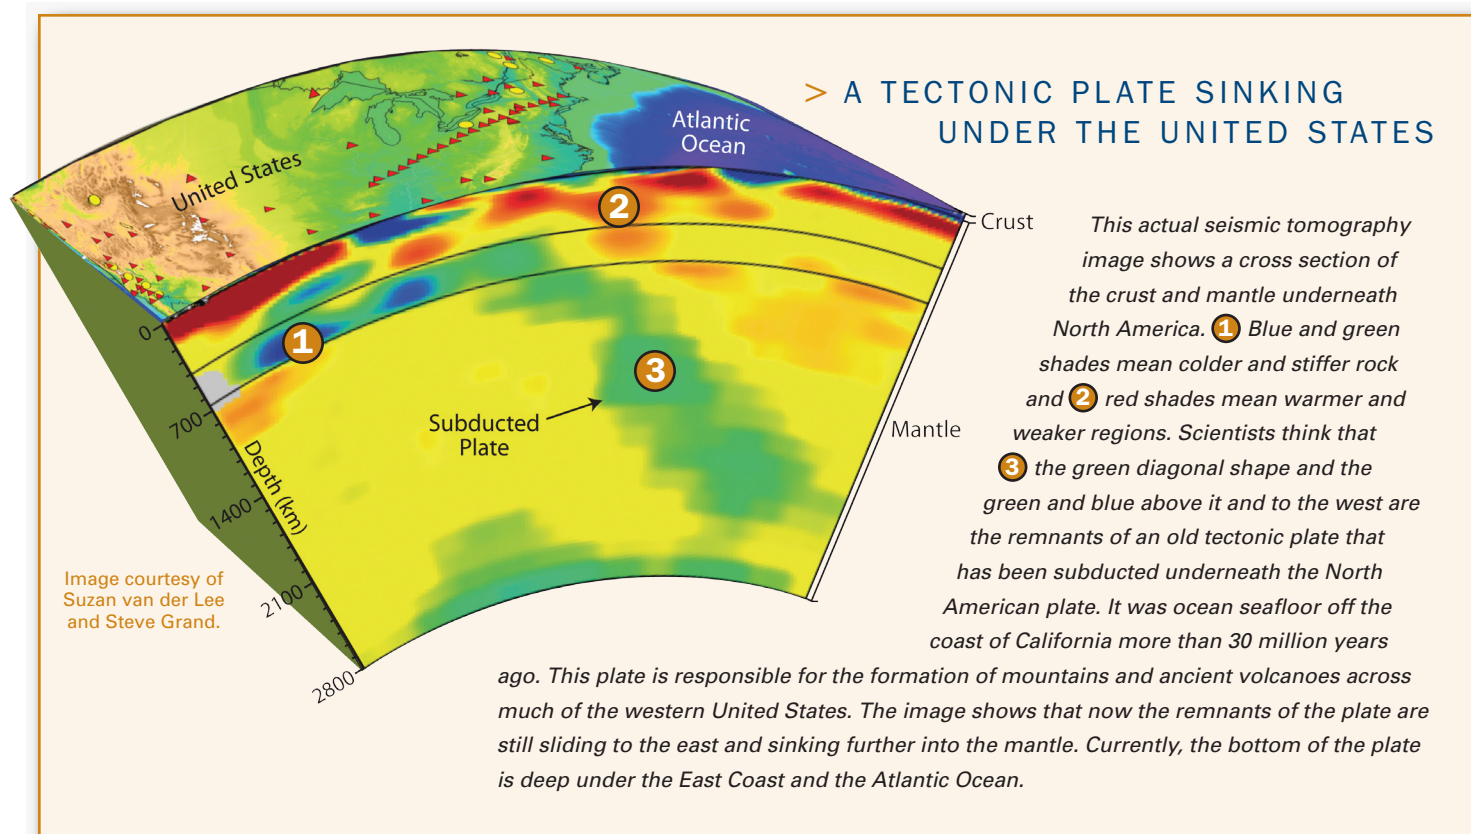 > A TECTONIC PLATE SINKING
UNDER THE UNITED STATES
United States
Atlantic
Ocean
Crust
Mantle
1
2
3
Subducted
Plate
0
700
1400
2100
2800
Depth (km)
This actual seismic tomography
image shows a cross section of
the crust and mantle underneath
North America. 1 Blue and green
shades mean colder and stiffer rock
and 2 red shades mean warmer and
weaker regions. Scientists think that
3 the green diagonal shape and the
green and blue above it and to the west are
the remnants of an old tectonic plate that
has been subducted underneath the North
American plate. It was ocean seafloor off the
coast of California more than 30 million years
ago. This plate is responsible for the formation of mountains and ancient volcanoes across
much of the western United States. The image shows that now the remnants of the plate are
still sliding to the east and sinking further into the mantle. Currently, the bottom of the plate
is deep under the East Coast and the Atlantic Ocean.
Image courtesy of
Suzan van der Lee
and Steve Grand.